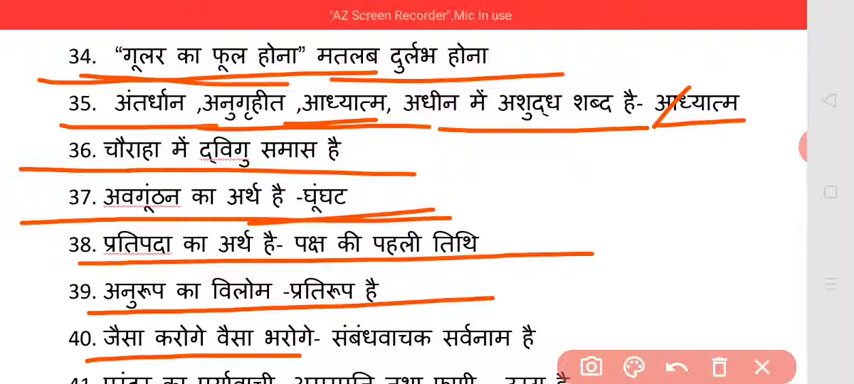 "AZ Screen Recorder",Mic in use
34. “गूलर का फूल होना” मतलब दुर्लभ होना
35. अंतर्धान ,अनुगृहीत ,आध्यात्म, अधीन में अशुद्ध शब्द है- आध्यात्म
36. चौराहा में द्विगु समास है
37. अवगूंठन का अर्थ है -घूंघट
38. प्रतिपदा का अर्थ है- पक्ष की पहली तिथि
39. अनुरूप का विलोम -प्रतिरूप है
40. जैसा करोगे वैसा भरोगे- संबंधवाचक सर्वनाम है
41.